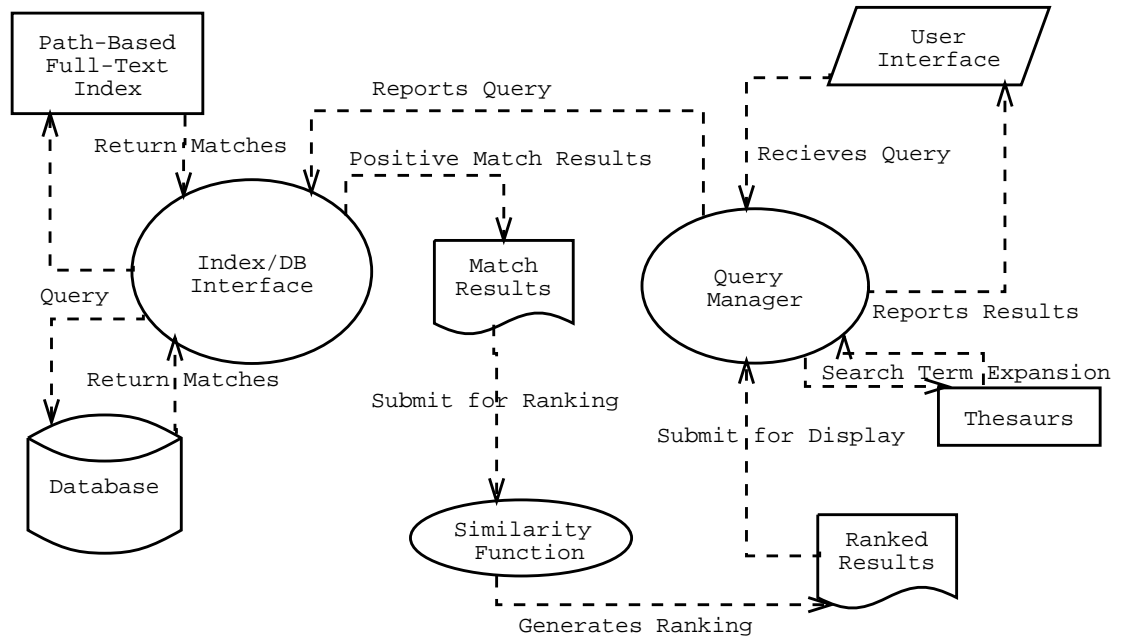 Path-Based
Full-Text
Index
User
Interface
Reports Query
Return Matches
Positive Match Results
Recieves Query
Index/DB
Interface
Match
Results
Query
Manager
Query
Reports Results
Return Matches
Search Term Expansion
Submit for Ranking
Thesaurs
Submit for Display
Database
Similarity
Function
Ranked
Results
Generates Ranking